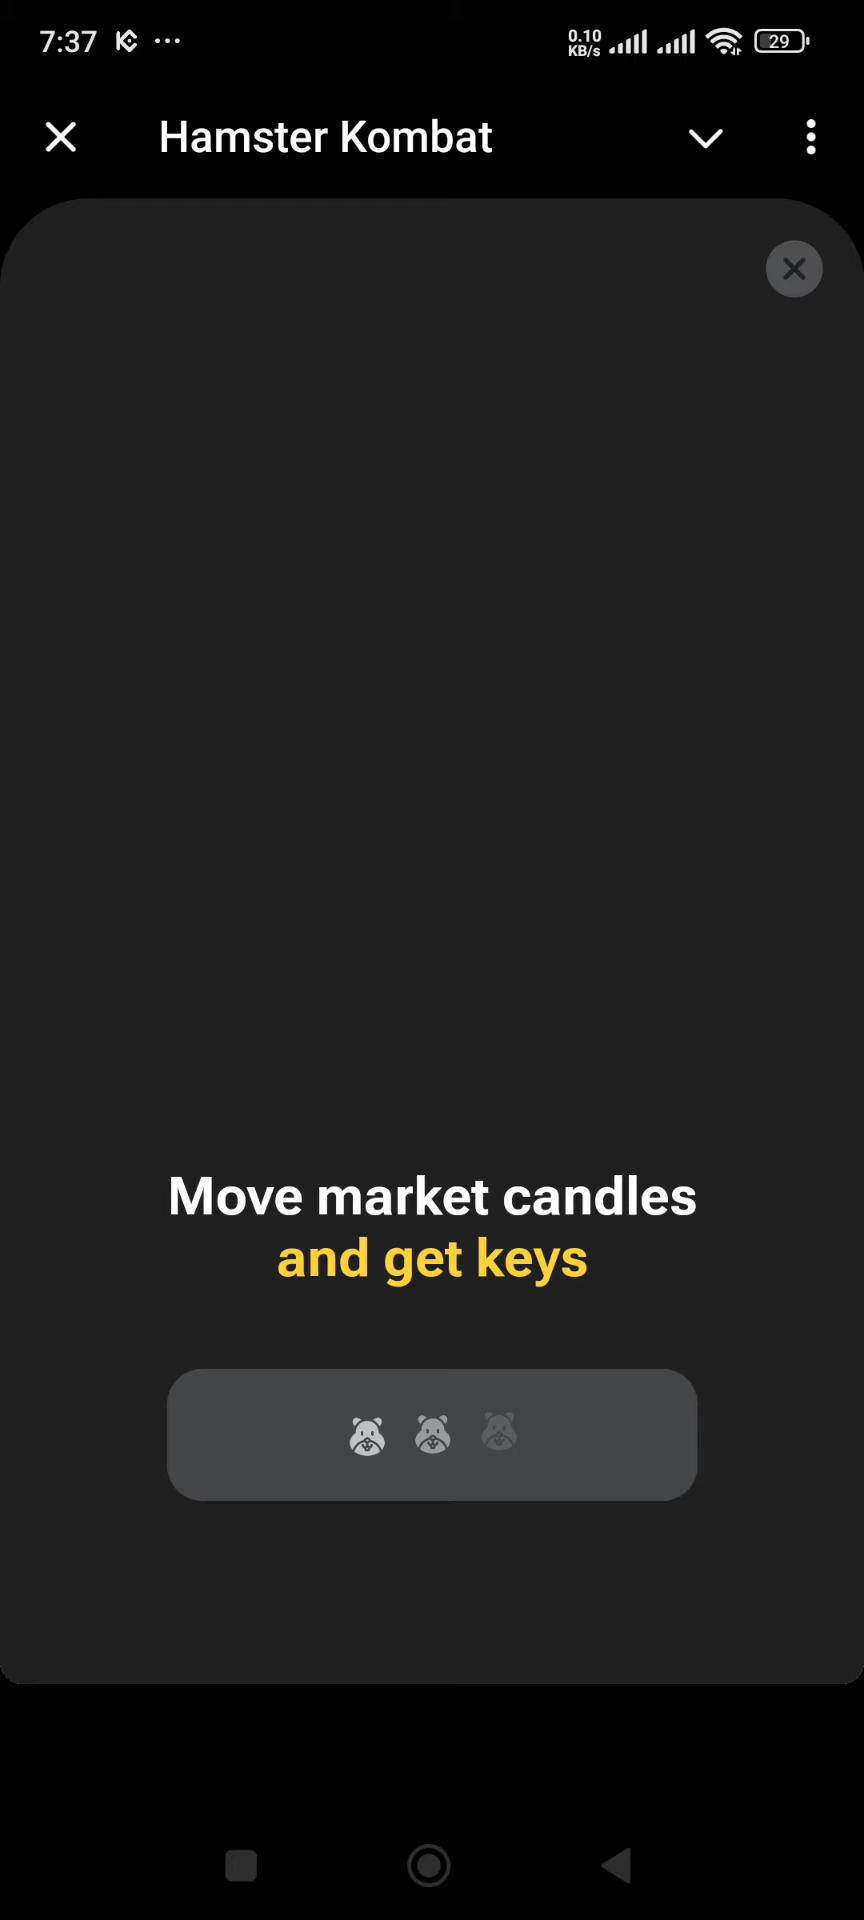 7:37
0.10
KB/s
29
Hamster Kombat
Move market candles
and get keys